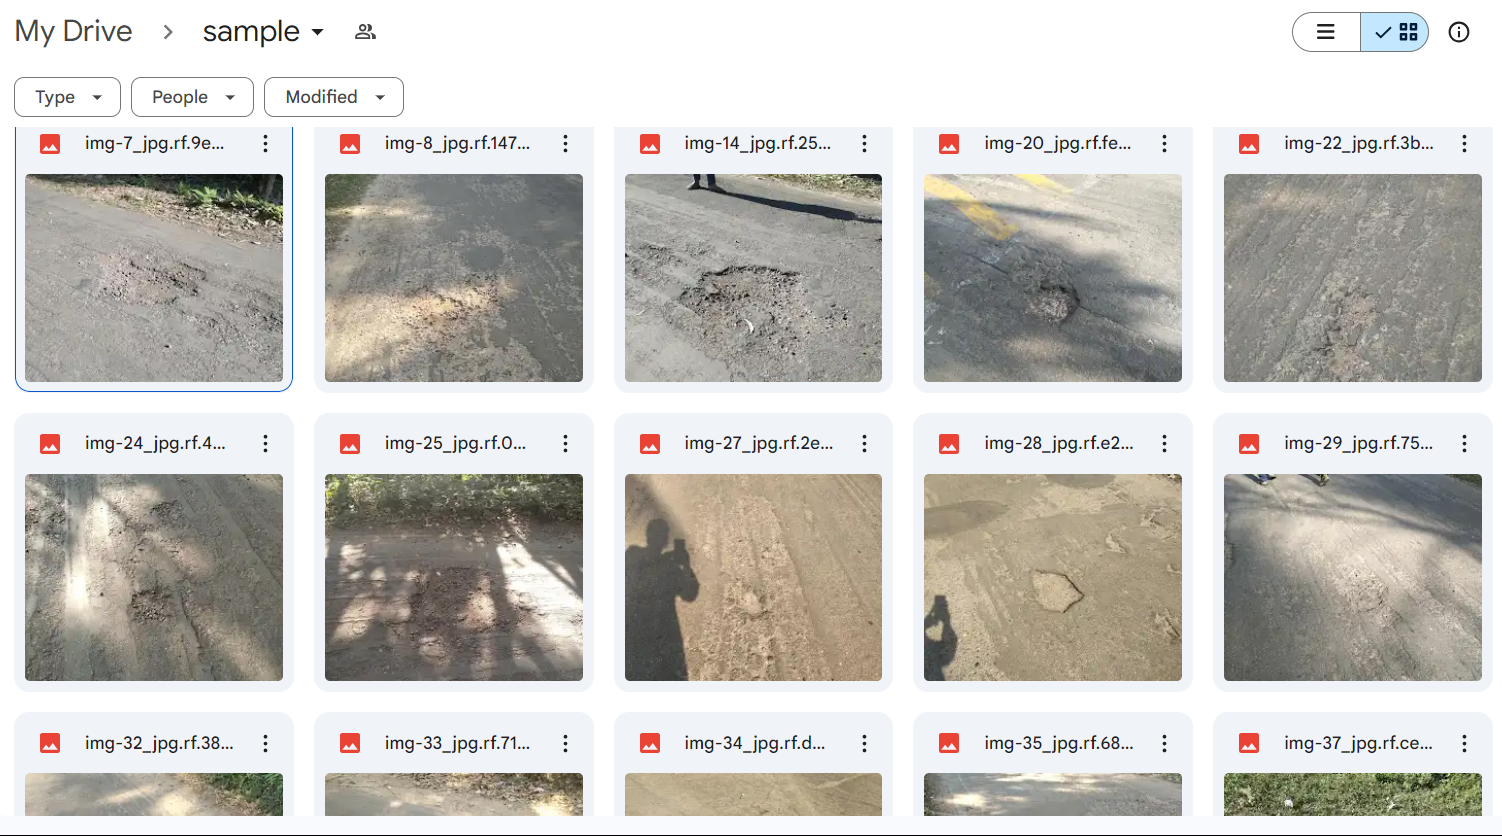 My Drive > sample
Type People Modified
img-7_jpg.rf.9e... img-8_jpg.rf.147... img-14_jpg.rf.25... img-20_jpg.rf.fe... img-22_jpg.rf.3b...
img-24_jpg.rf.4... img-25_jpg.rf.0... img-27_jpg.rf.2e... img-28_jpg.rf.e2... img-29_jpg.rf.75...
img-32_jpg.rf.38... img-33_jpg.rf.71... img-34_jpg.rf.d... img-35_jpg.rf.68... img-37_jpg.rf.ce...